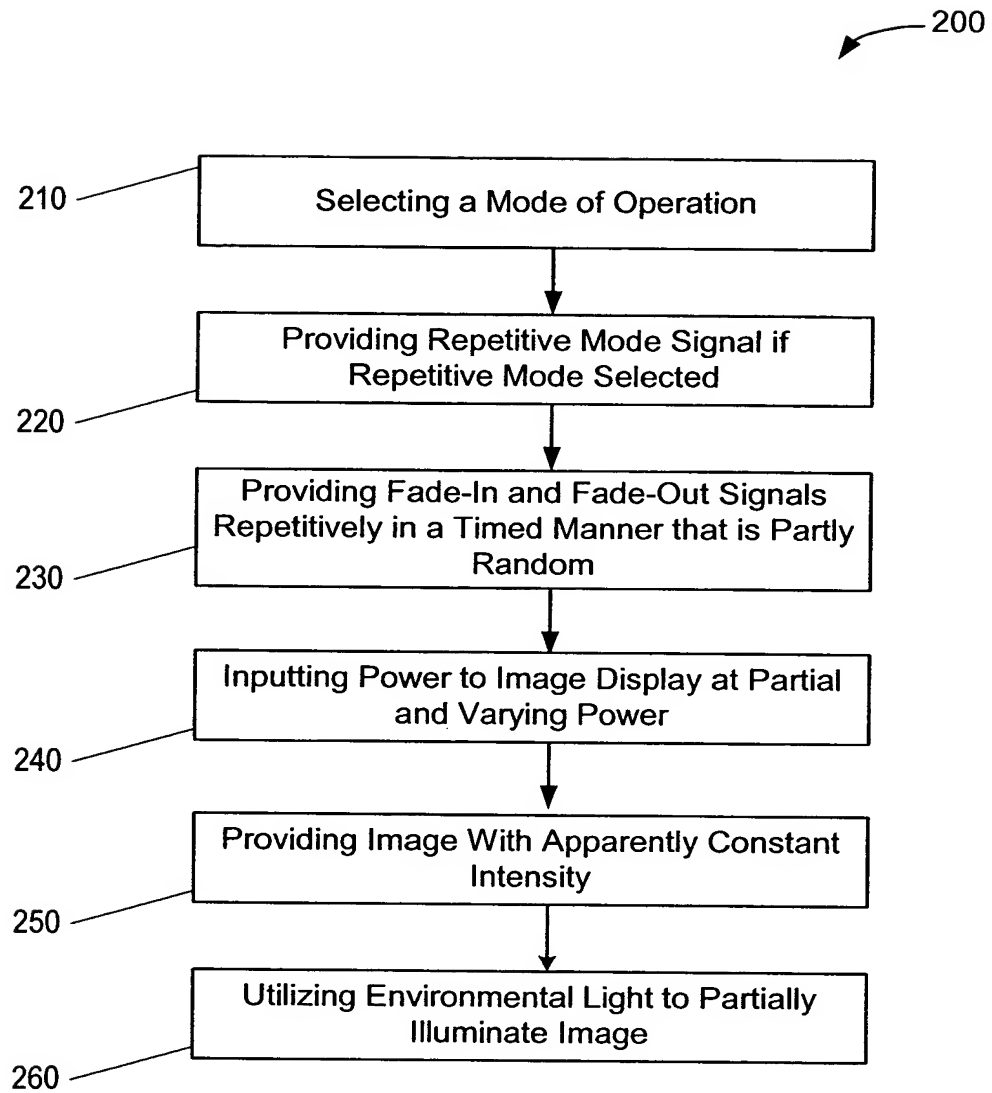 200
210
Selecting a Mode of Operation
Providing Repetitive Mode Signal if
Repetitive Mode Selected
220
Providing Fade-In and Fade-Out Signals
Repetitively in a Timed Manner that is Partly
Random
230
Inputting Power to Image Display at Partial
and Varying Power
240
Providing Image With Apparently Constant
Intensity
250
Utilizing Environmental Light to Partially
Illuminate Image
260